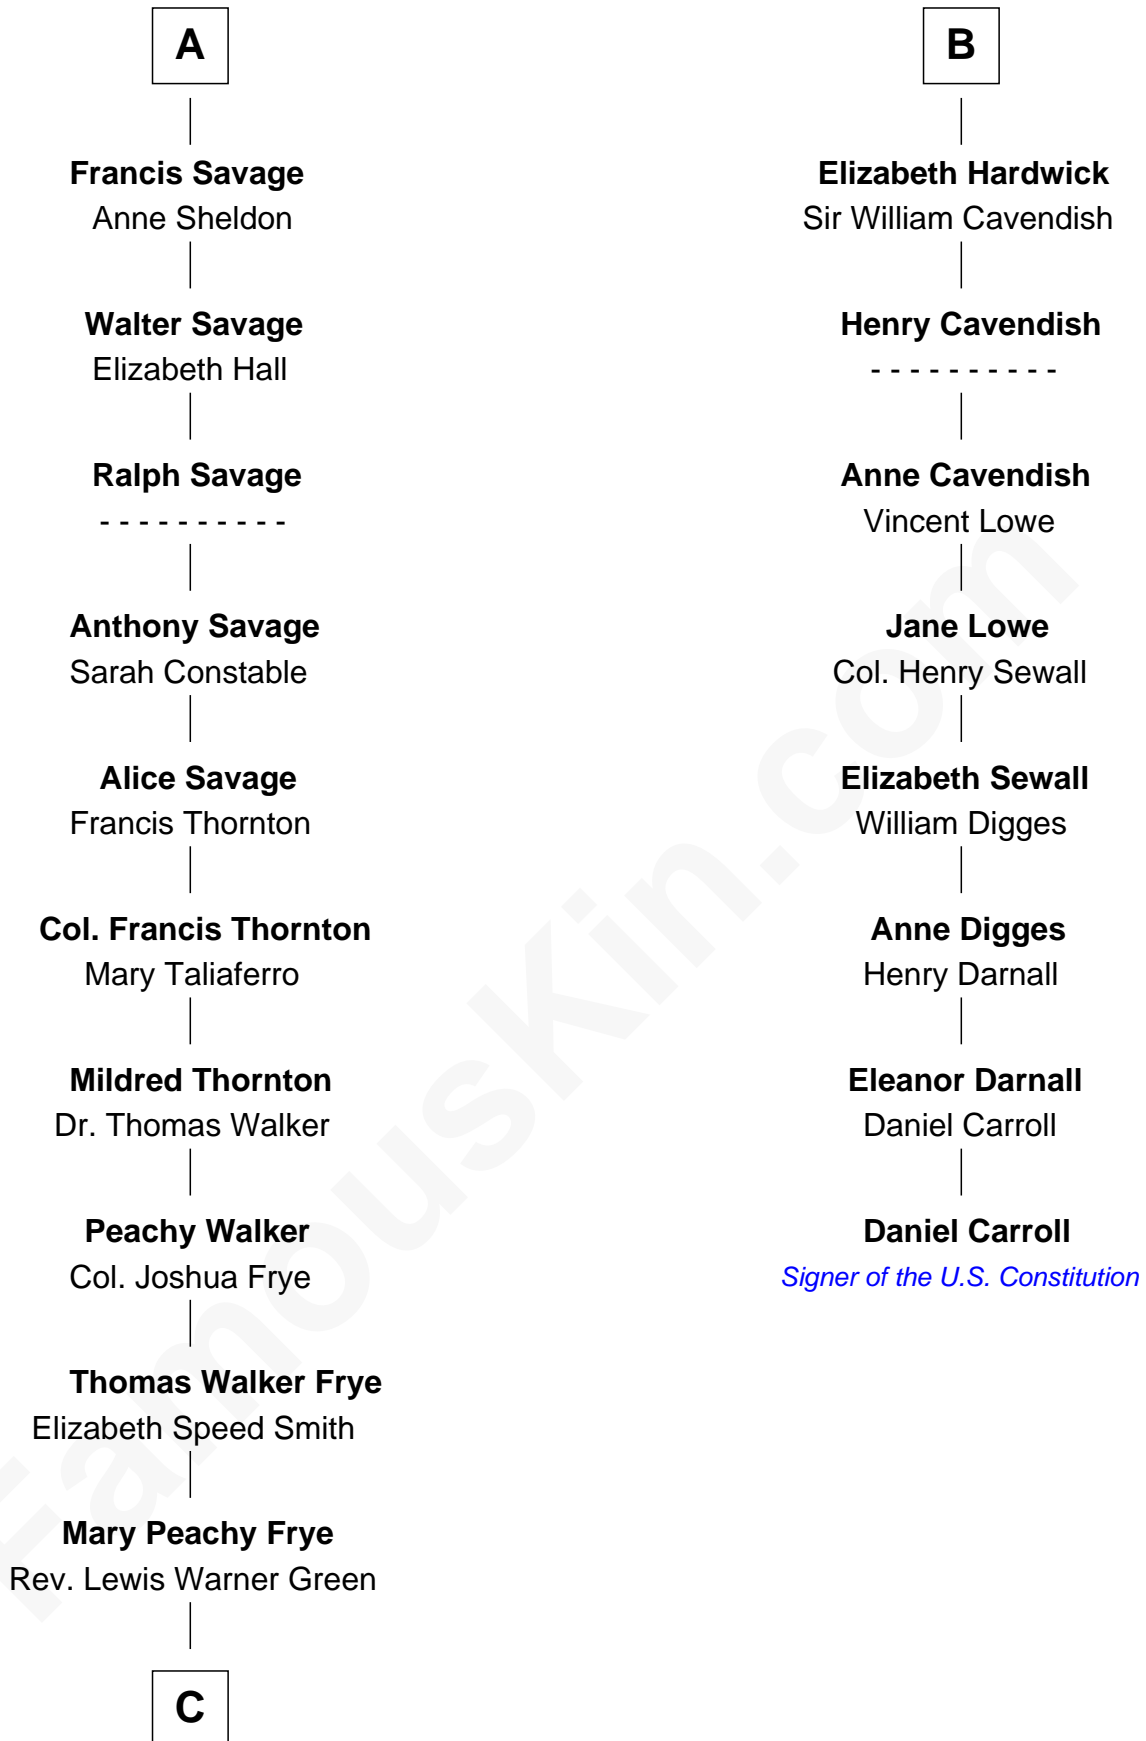 A
Francis Savage
Anne Sheldon
Walter Savage
Elizabeth Hall
Ralph Savage
- - - - - - - - - -
Anthony Savage
Sarah Constable
Alice Savage
Francis Thornton
Col. Francis Thornton
Mary Taliaferro
Mildred Thornton
Dr. Thomas Walker
Peachy Walker
Col. Joshua Frye
Thomas Walker Frye
Elizabeth Speed Smith
Mary Peachy Frye
Rev. Lewis Warner Green
C
B
Elizabeth Hardwick
Sir William Cavendish
Henry Cavendish
- - - - - - - - - -
Anne Cavendish
Vincent Lowe
Jane Lowe
Col. Henry Sewall
Elizabeth Sewall
William Digges
Anne Digges
Henry Darnall
Eleanor Darnall
Daniel Carroll
Daniel Carroll
Signer of the U.S. Constitution
FamousKin.com